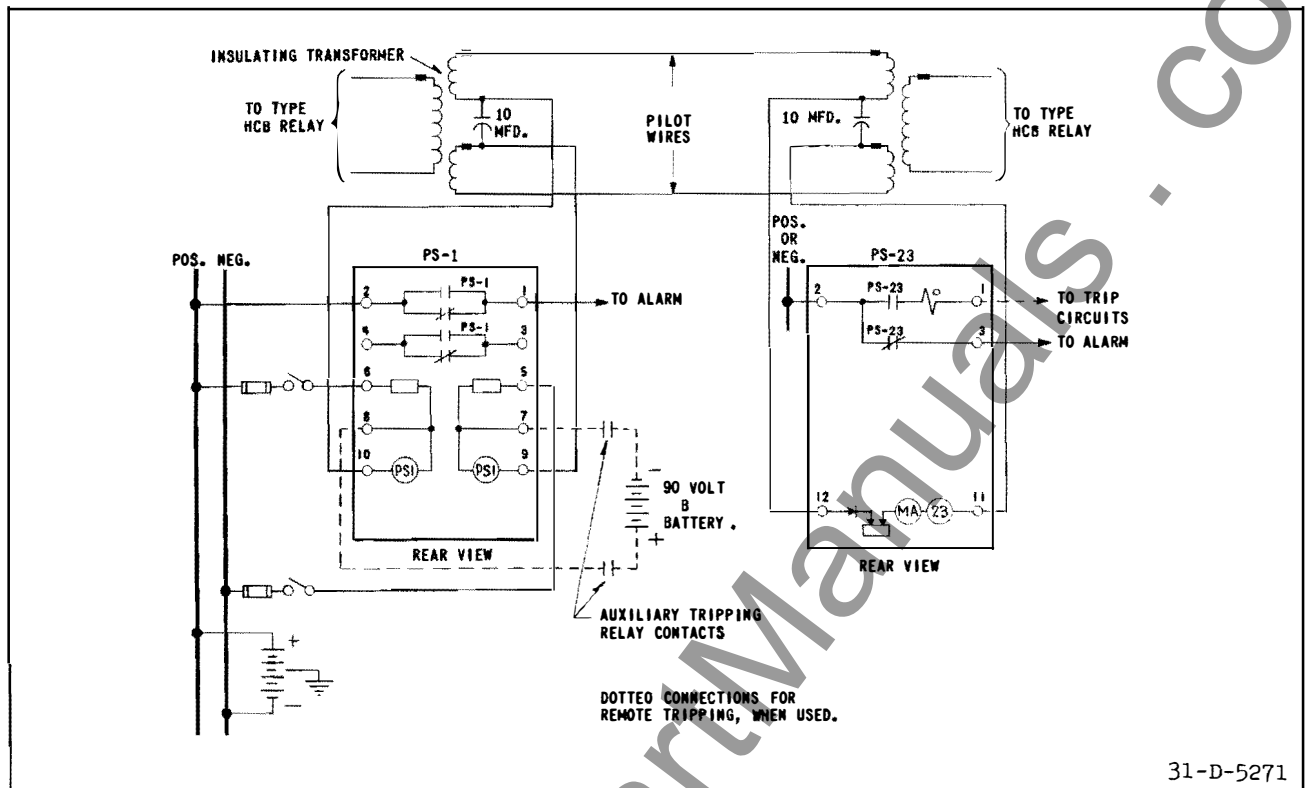 INSULATING TRANSFORMER
TO TYPE
HCB RELAY
10
MFD.
PILOT
WIRES
10 MFD.
TO TYPE
HCB RELAY
POS. NEG.
PS-1
2
PS-1
1
TO ALARM
4
PS-1
3
6
5
8
7
10
PS1
PS1
9
REAR VIEW
-
90 VOLT
B
BATTERY.
+
AUXILIARY TRIPPING
RELAY CONTACTS
+
-
DOTTED CONNECTIONS FOR
REMOTE TRIPPING, WHEN USED.
POS.
OR
NEG.
PS-23
2
PS-23
1
TO TRIP
CIRCUITS
PS-23
3
TO ALARM
12
MA
23
11
REAR VIEW
31-D-5271